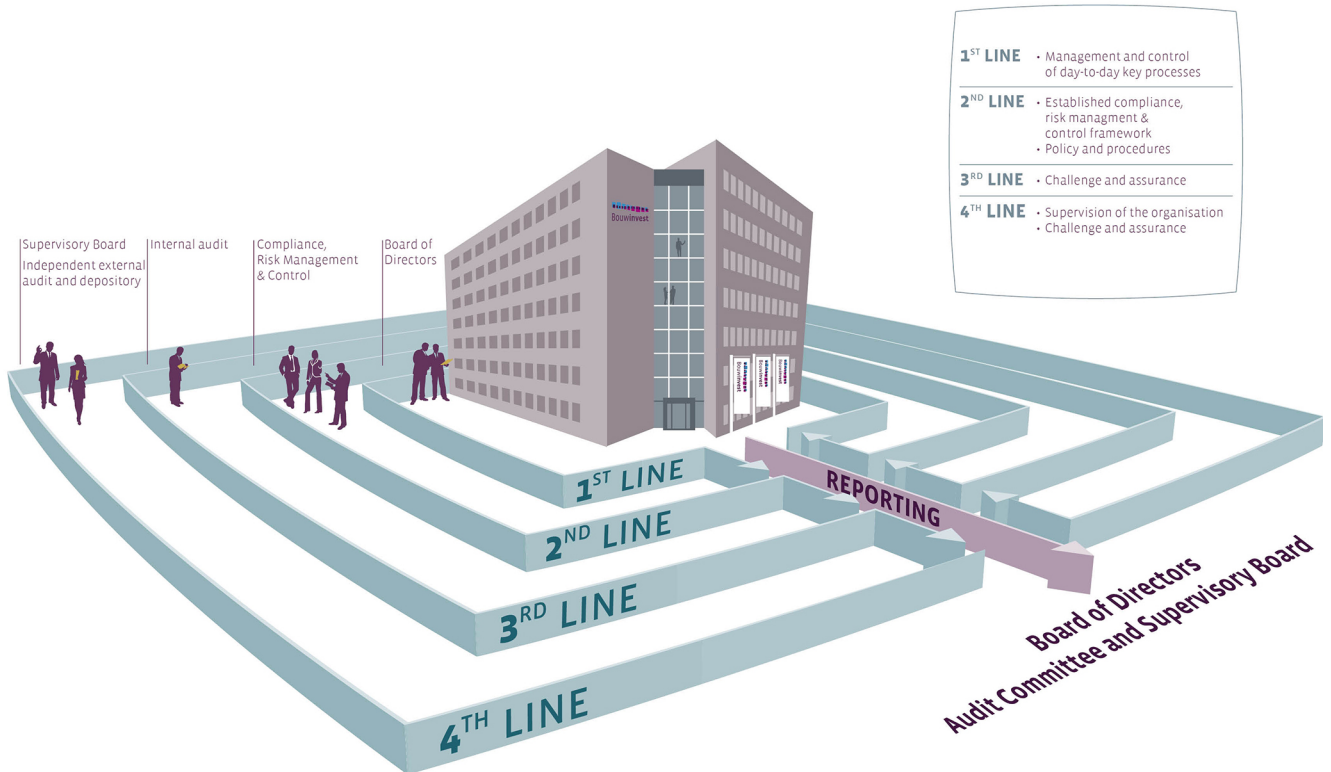 1ST LINE • Management and control
of day-to-day key processes
2ND LINE • Established compliance,
risk managment &
control framework
• Policy and procedures
3RD LINE • Challenge and assurance
4TH LINE • Supervision of the organisation
• Challenge and assurance
Bouwinvest
Supervisory Board
Independent external
audit and depository
Internal audit
Compliance,
Risk Management
& Control
Board of
Directors
Bouwinvest
Bouwinvest
Bouwinvest
1ST LINE
2ND LINE
3RD LINE
4TH LINE
REPORTING
Board of Directors
Audit Committee and Supervisory Board